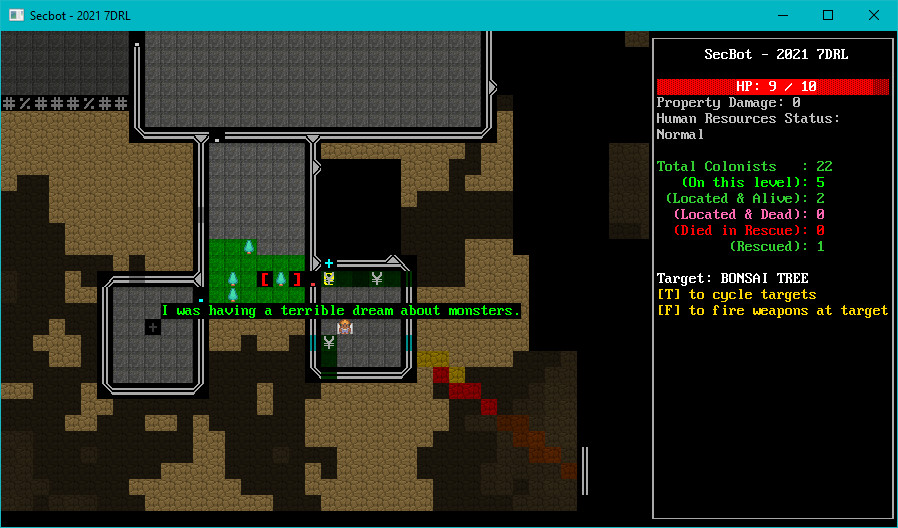 Secbot - 2021 7DRL
SecBot - 2021 7DRL
HP: 9 / 10
Property Damage: 0
Human Resources Status:
Normal
Total Colonists : 22
(On this level): 5
(Located & Alive): 2
(Located & Dead): 0
(Died in Rescue): 0
(Rescued): 1
Target: BONSAI TREE
[T] to cycle targets
[F] to fire weapons at target
I was having a terrible dream about monsters.